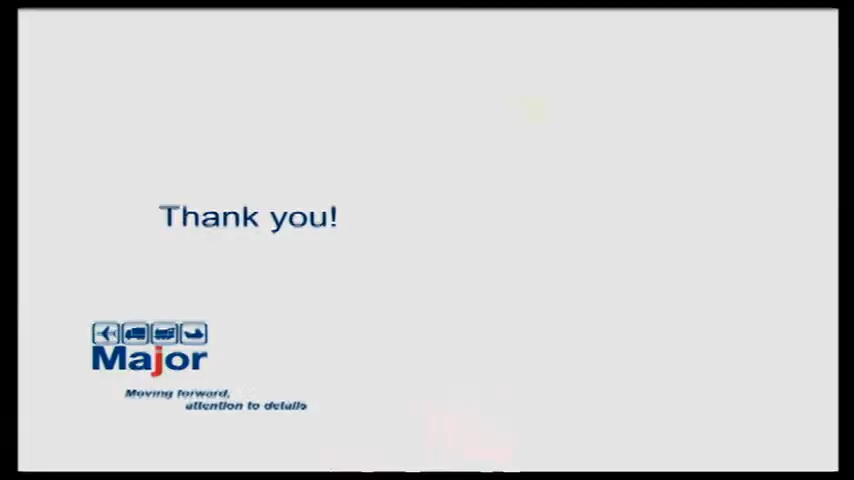 Thank you!
Major
Moving forward,
attention to details